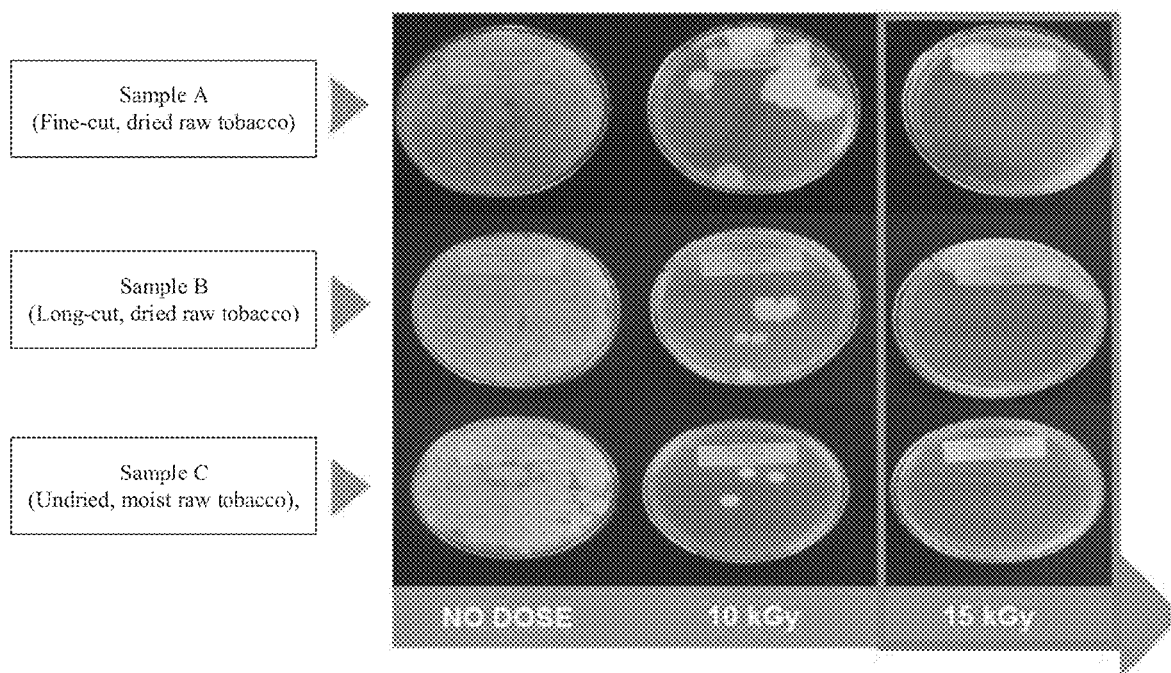 Sample A
(Fine-cut, dried raw tobacco)
Sample B
(Long-cut, dried raw tobacco)
Sample C
(Undried, moist raw tobacco),
NO DOSE
10 kGy
15 kGy